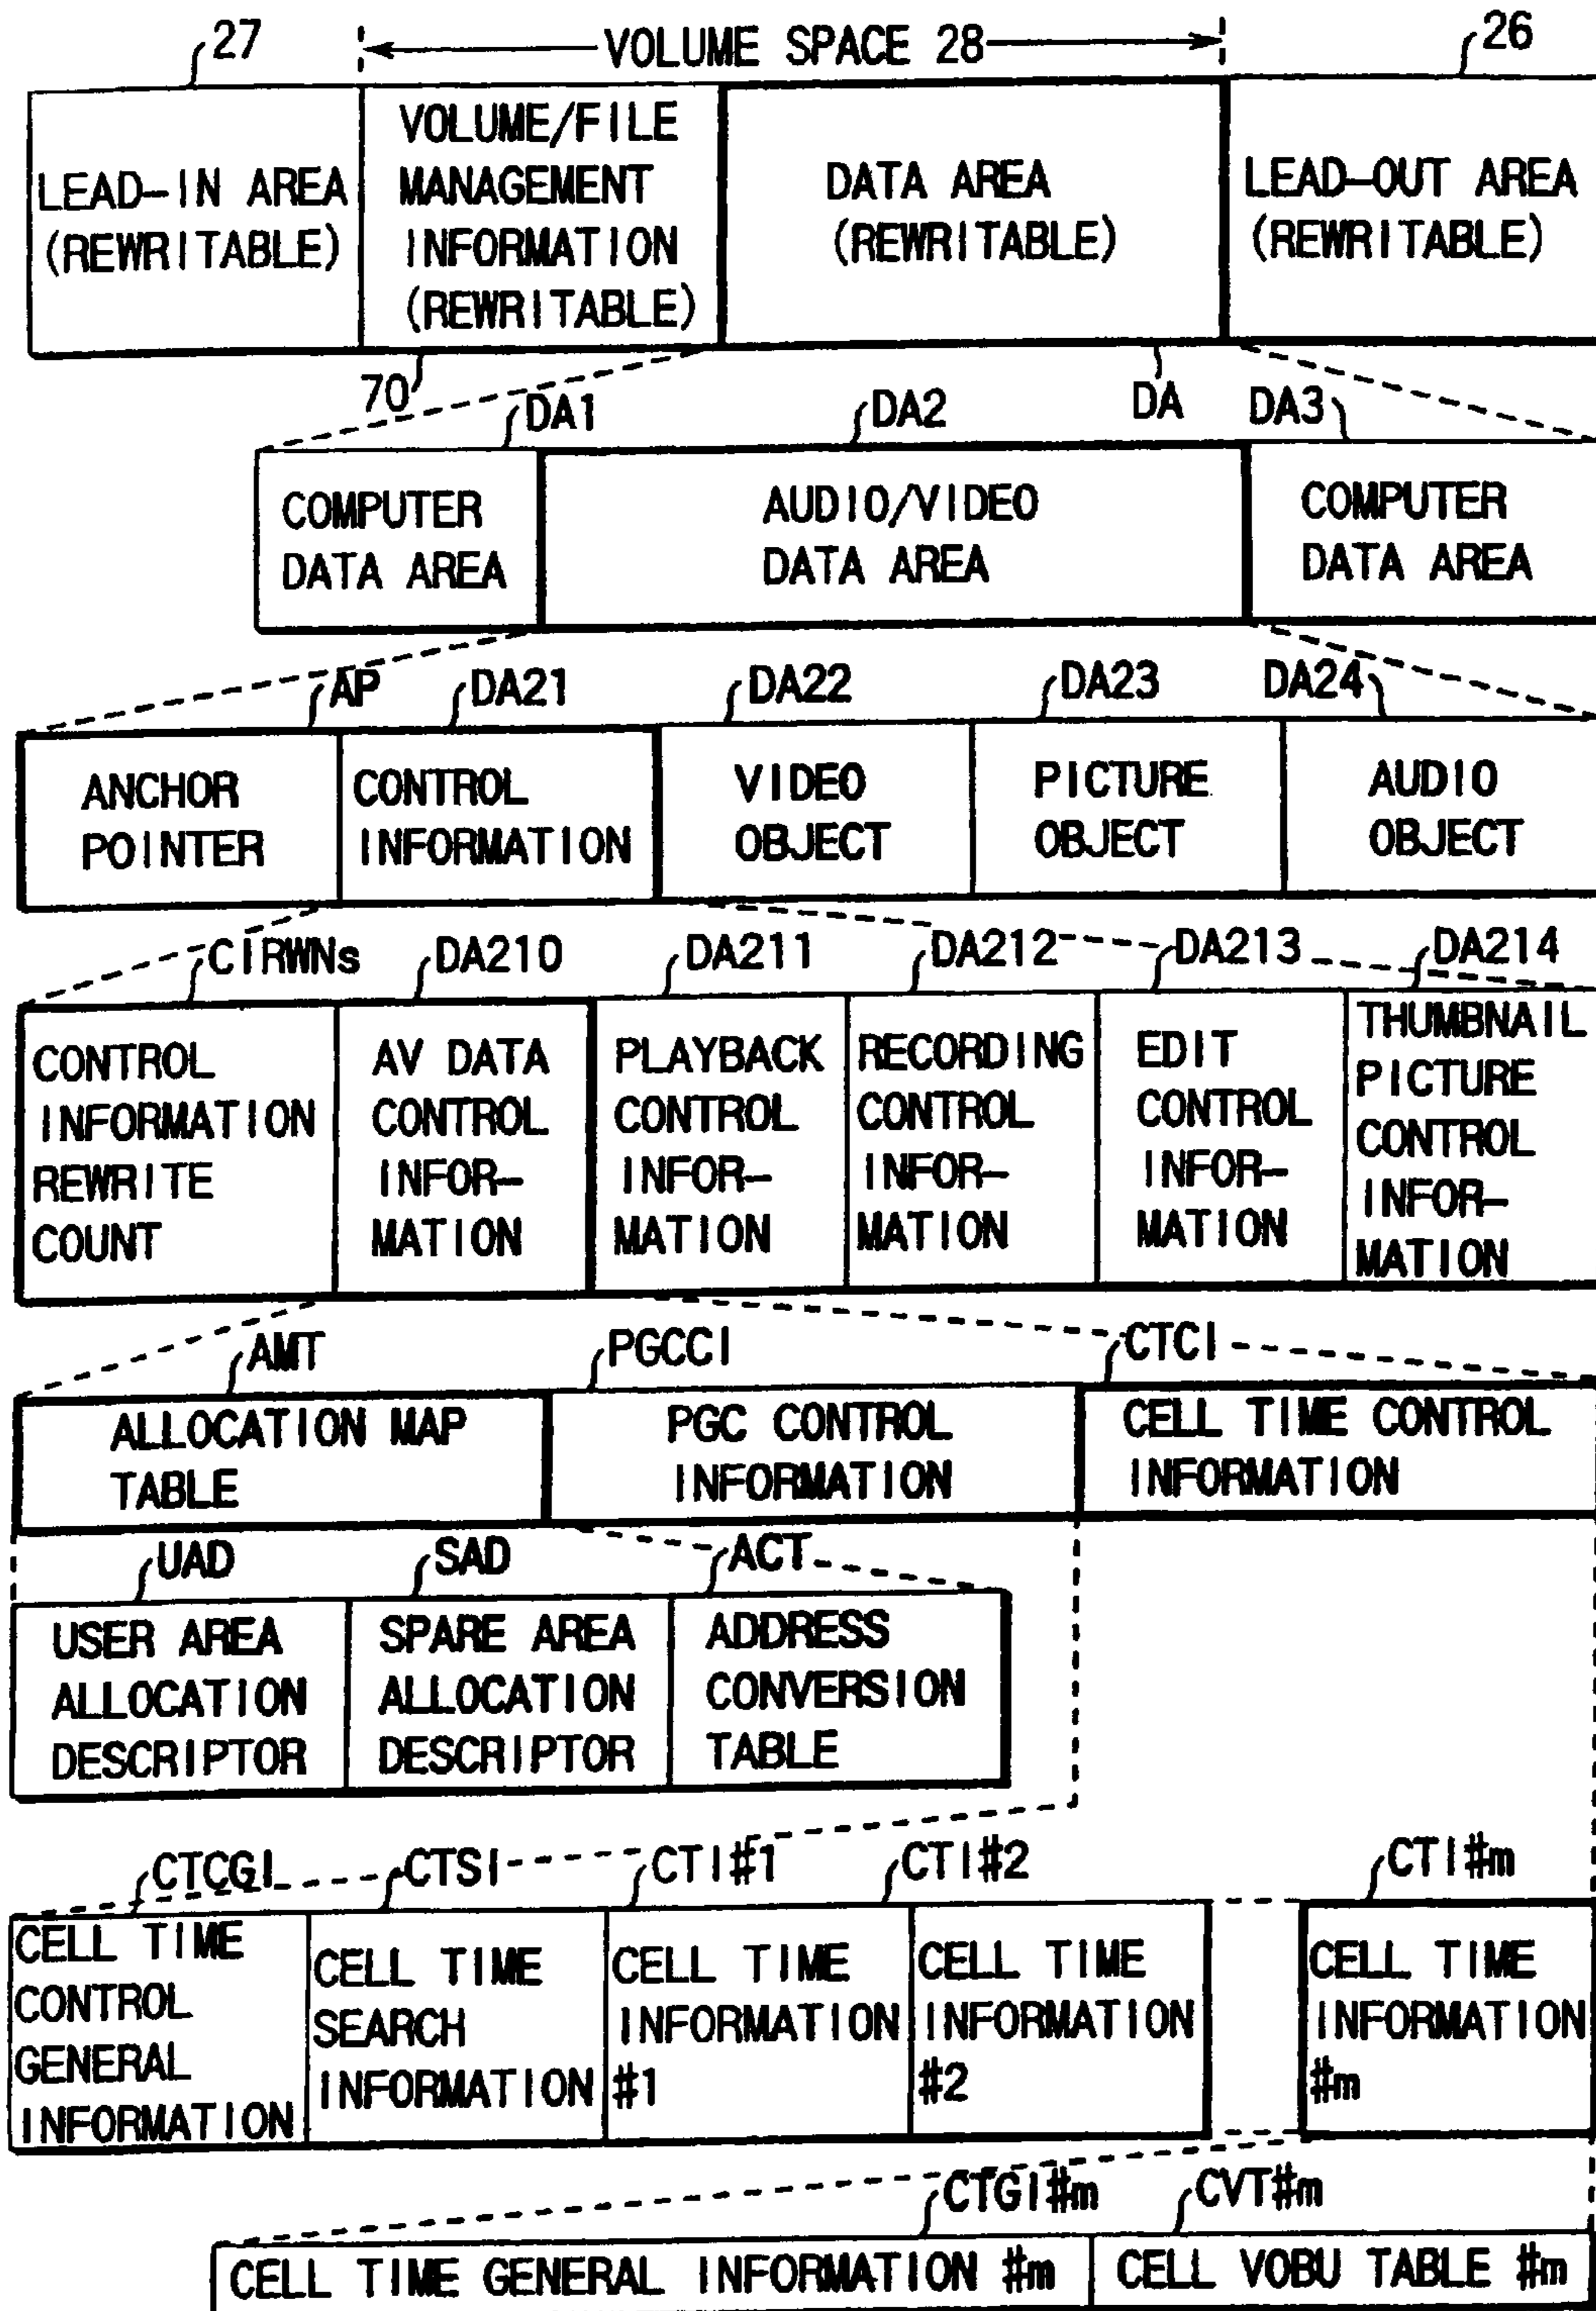 27
VOLUME SPACE 28
26
LEAD-IN AREA
(REWRITABLE)
VOLUME/FILE
MANAGEMENT
INFORMATION
(REWRITABLE)
DATA AREA
(REWRITABLE)
LEAD-OUT AREA
(REWRITABLE)
70
DA1
DA2
DA
DA3
COMPUTER
DATA AREA
AUDIO/VIDEO
DATA AREA
COMPUTER
DATA AREA
AP
DA21
DA22
DA23
DA24
ANCHOR
POINTER
CONTROL
INFORMATION
VIDEO
OBJECT
PICTURE
OBJECT
AUDIO
OBJECT
CIRWNs
DA210
DA211
DA212
DA213
DA214
CONTROL
INFORMATION
REWRITE
COUNT
AV DATA
CONTROL
INFOR-
MATION
PLAYBACK
CONTROL
INFOR-
MATION
RECORDING
CONTROL
INFOR-
MATION
EDIT
CONTROL
INFOR-
MATION
THUMBNAIL
PICTURE
CONTROL
INFOR-
MATION
AMT
PGCCI
CTCI
ALLOCATION MAP
TABLE
PGC CONTROL
INFORMATION
CELL TIME CONTROL
INFORMATION
UAD
SAD
ACT
USER AREA
ALLOCATION
DESCRIPTOR
SPARE AREA
ALLOCATION
DESCRIPTOR
ADDRESS
CONVERSION
TABLE
CTCGI
CTSI
CTI#1
CTI#2
CTI#m
CELL TIME
CONTROL
GENERAL
INFORMATION
CELL TIME
SEARCH
INFORMATION
CELL TIME
INFORMATION
#1
CELL TIME
INFORMATION
#2
CELL TIME
INFORMATION
#m
CTGI#m
CVT#m
CELL TIME GENERAL INFORMATION #m
CELL VOBU TABLE #m